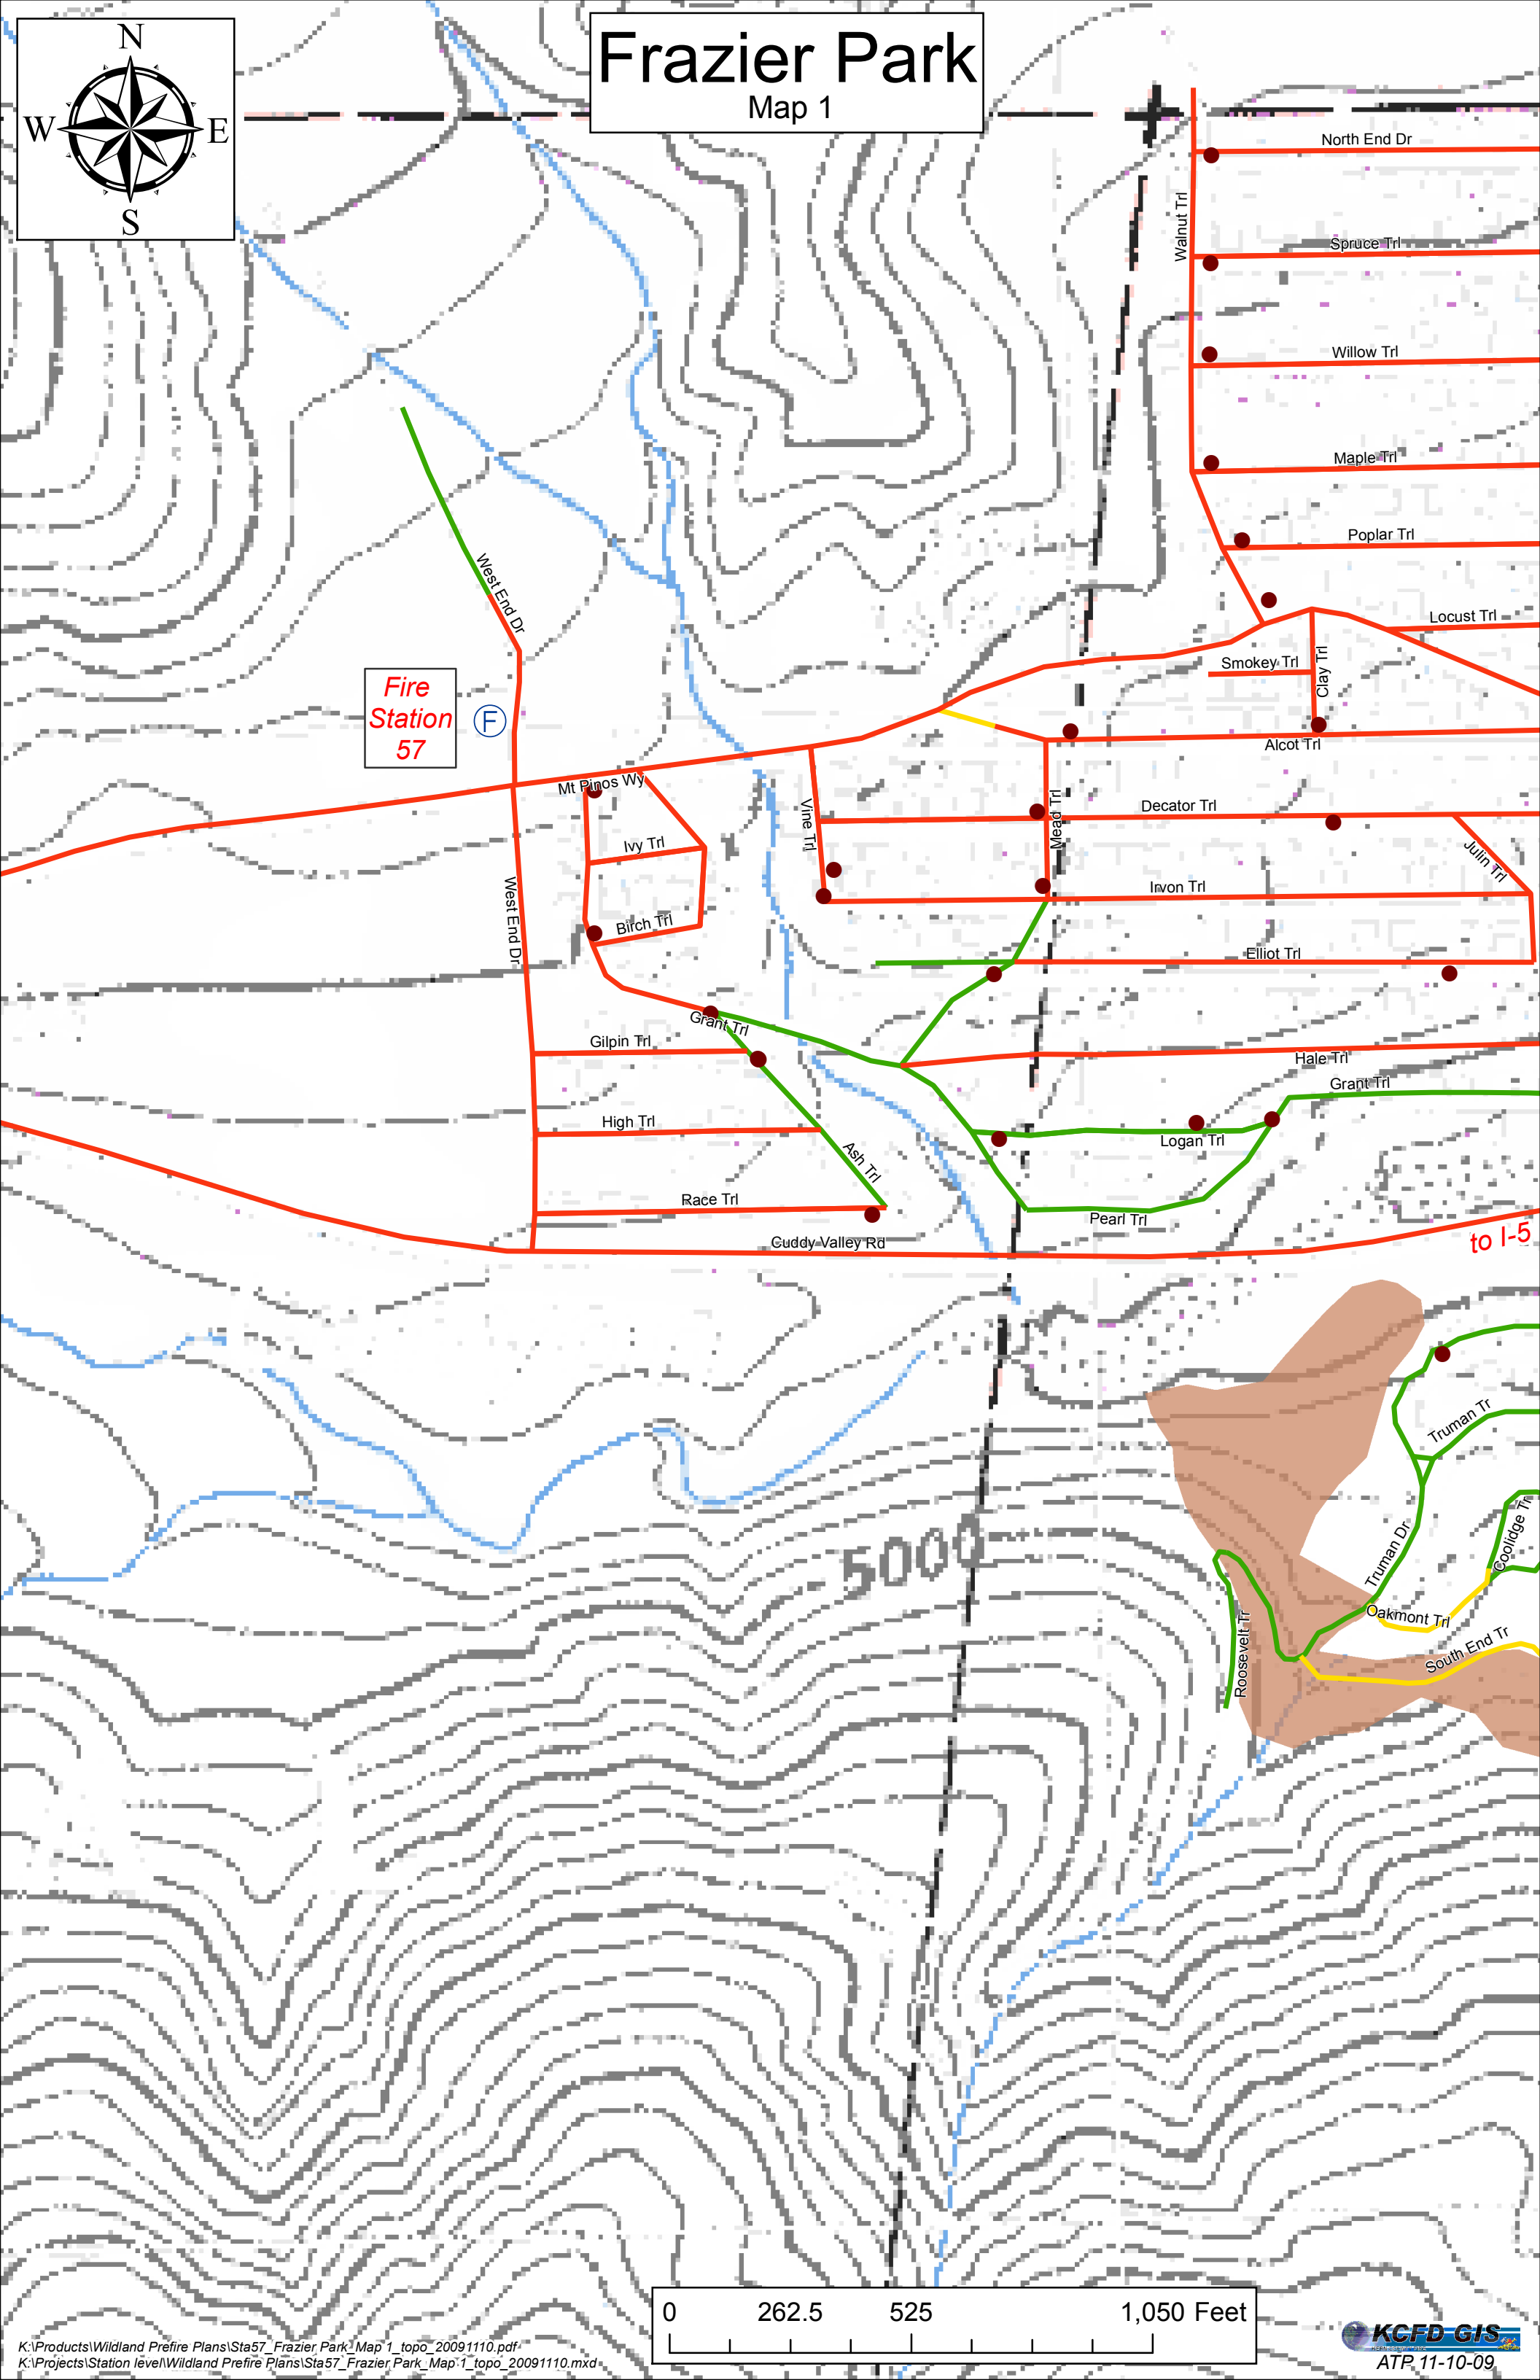 N
W E
S
Frazier Park
Map 1
North End Dr
Walnut Trl
Spruce Trl
Willow Trl
Maple Trl
Poplar Trl
West End Dr
Locust Trl
Smokey Trl
Clay Trl
Fire
Station
57
F
Alcot Trl
Mt Pinos Wy
Vine Trl
Mead Trl
Decator Trl
Ivy Trl
Julin Trl
West End Dr
Irvon Trl
Birch Trl
Elliot Trl
Grant Trl
Gilpin Trl
Hale Trl
Grant Trl
High Trl
Logan Trl
Ash Trl
Race Trl
Pearl Trl
Cuddy Valley Rd
to I-5
Truman Tr
5000
Coolidge Tr
Truman Dr
Oakmont Trl
Roosevelt Tr
South End Tr
0 262.5 525 1,050 Feet
K:\Products\Wildland Prefire Plans\Sta57_Frazier Park_Map 1_topo_20091110.pdf
K:\Projects\Station level\Wildland Prefire Plans\Sta57_Frazier Park_Map 1_topo_20091110.mxd
KCFD GIS
ATP 11-10-09